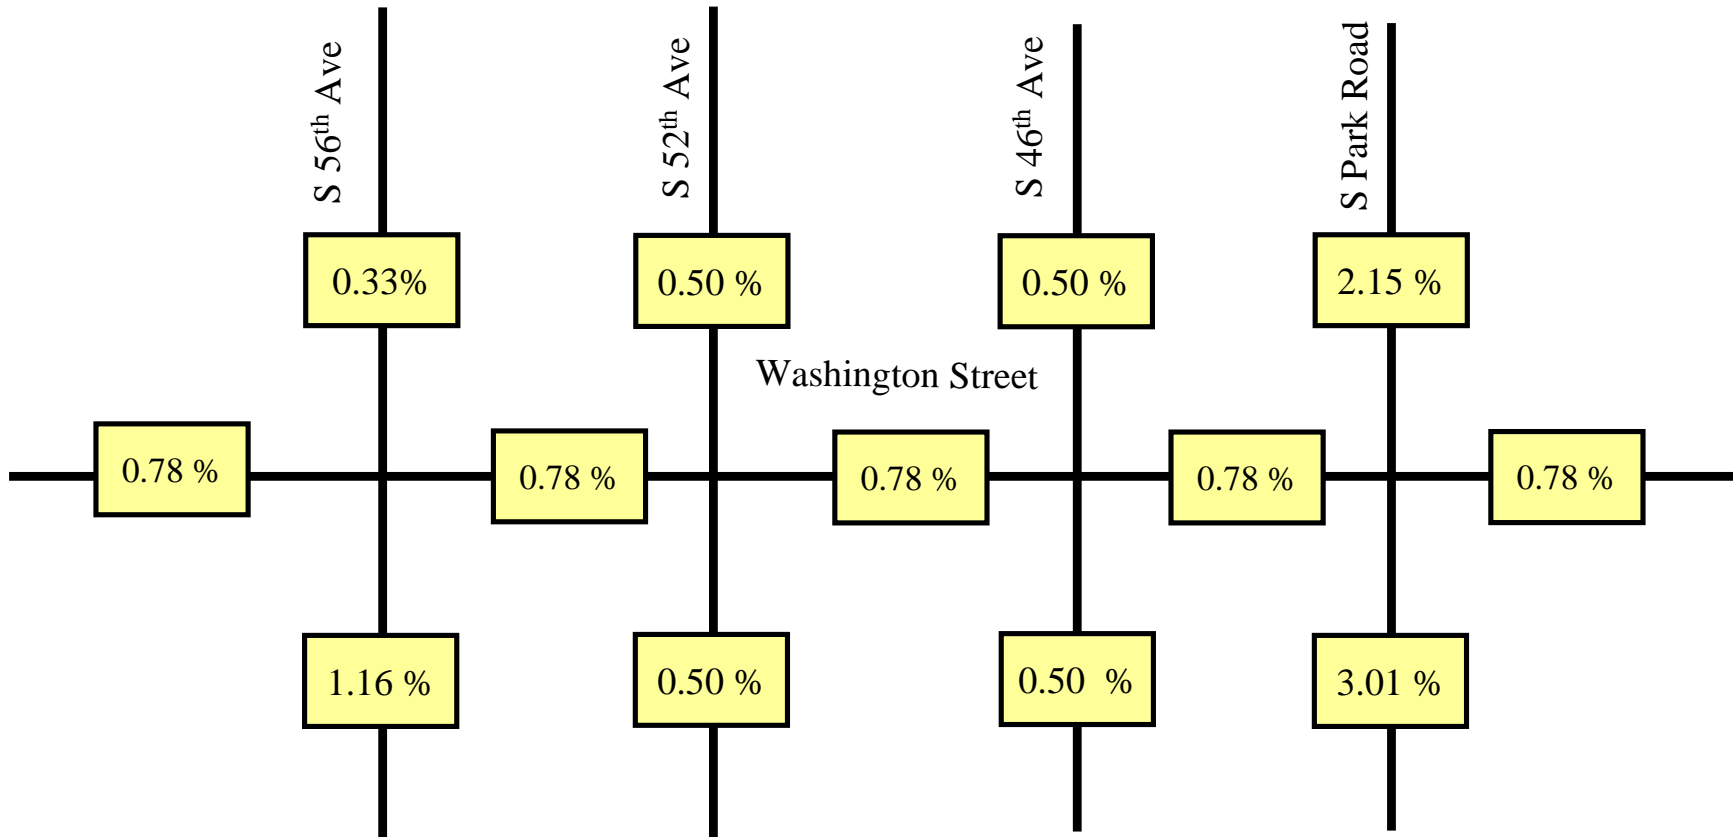 S 56th Ave
S 52th Ave
S 46th Ave
S Park Road
0.33%
0.50 %
0.50 %
2.15 %
Washington Street
0.78 %
0.78 %
0.78 %
0.78 %
0.78 %
1.16 %
0.50 %
0.50 %
3.01 %